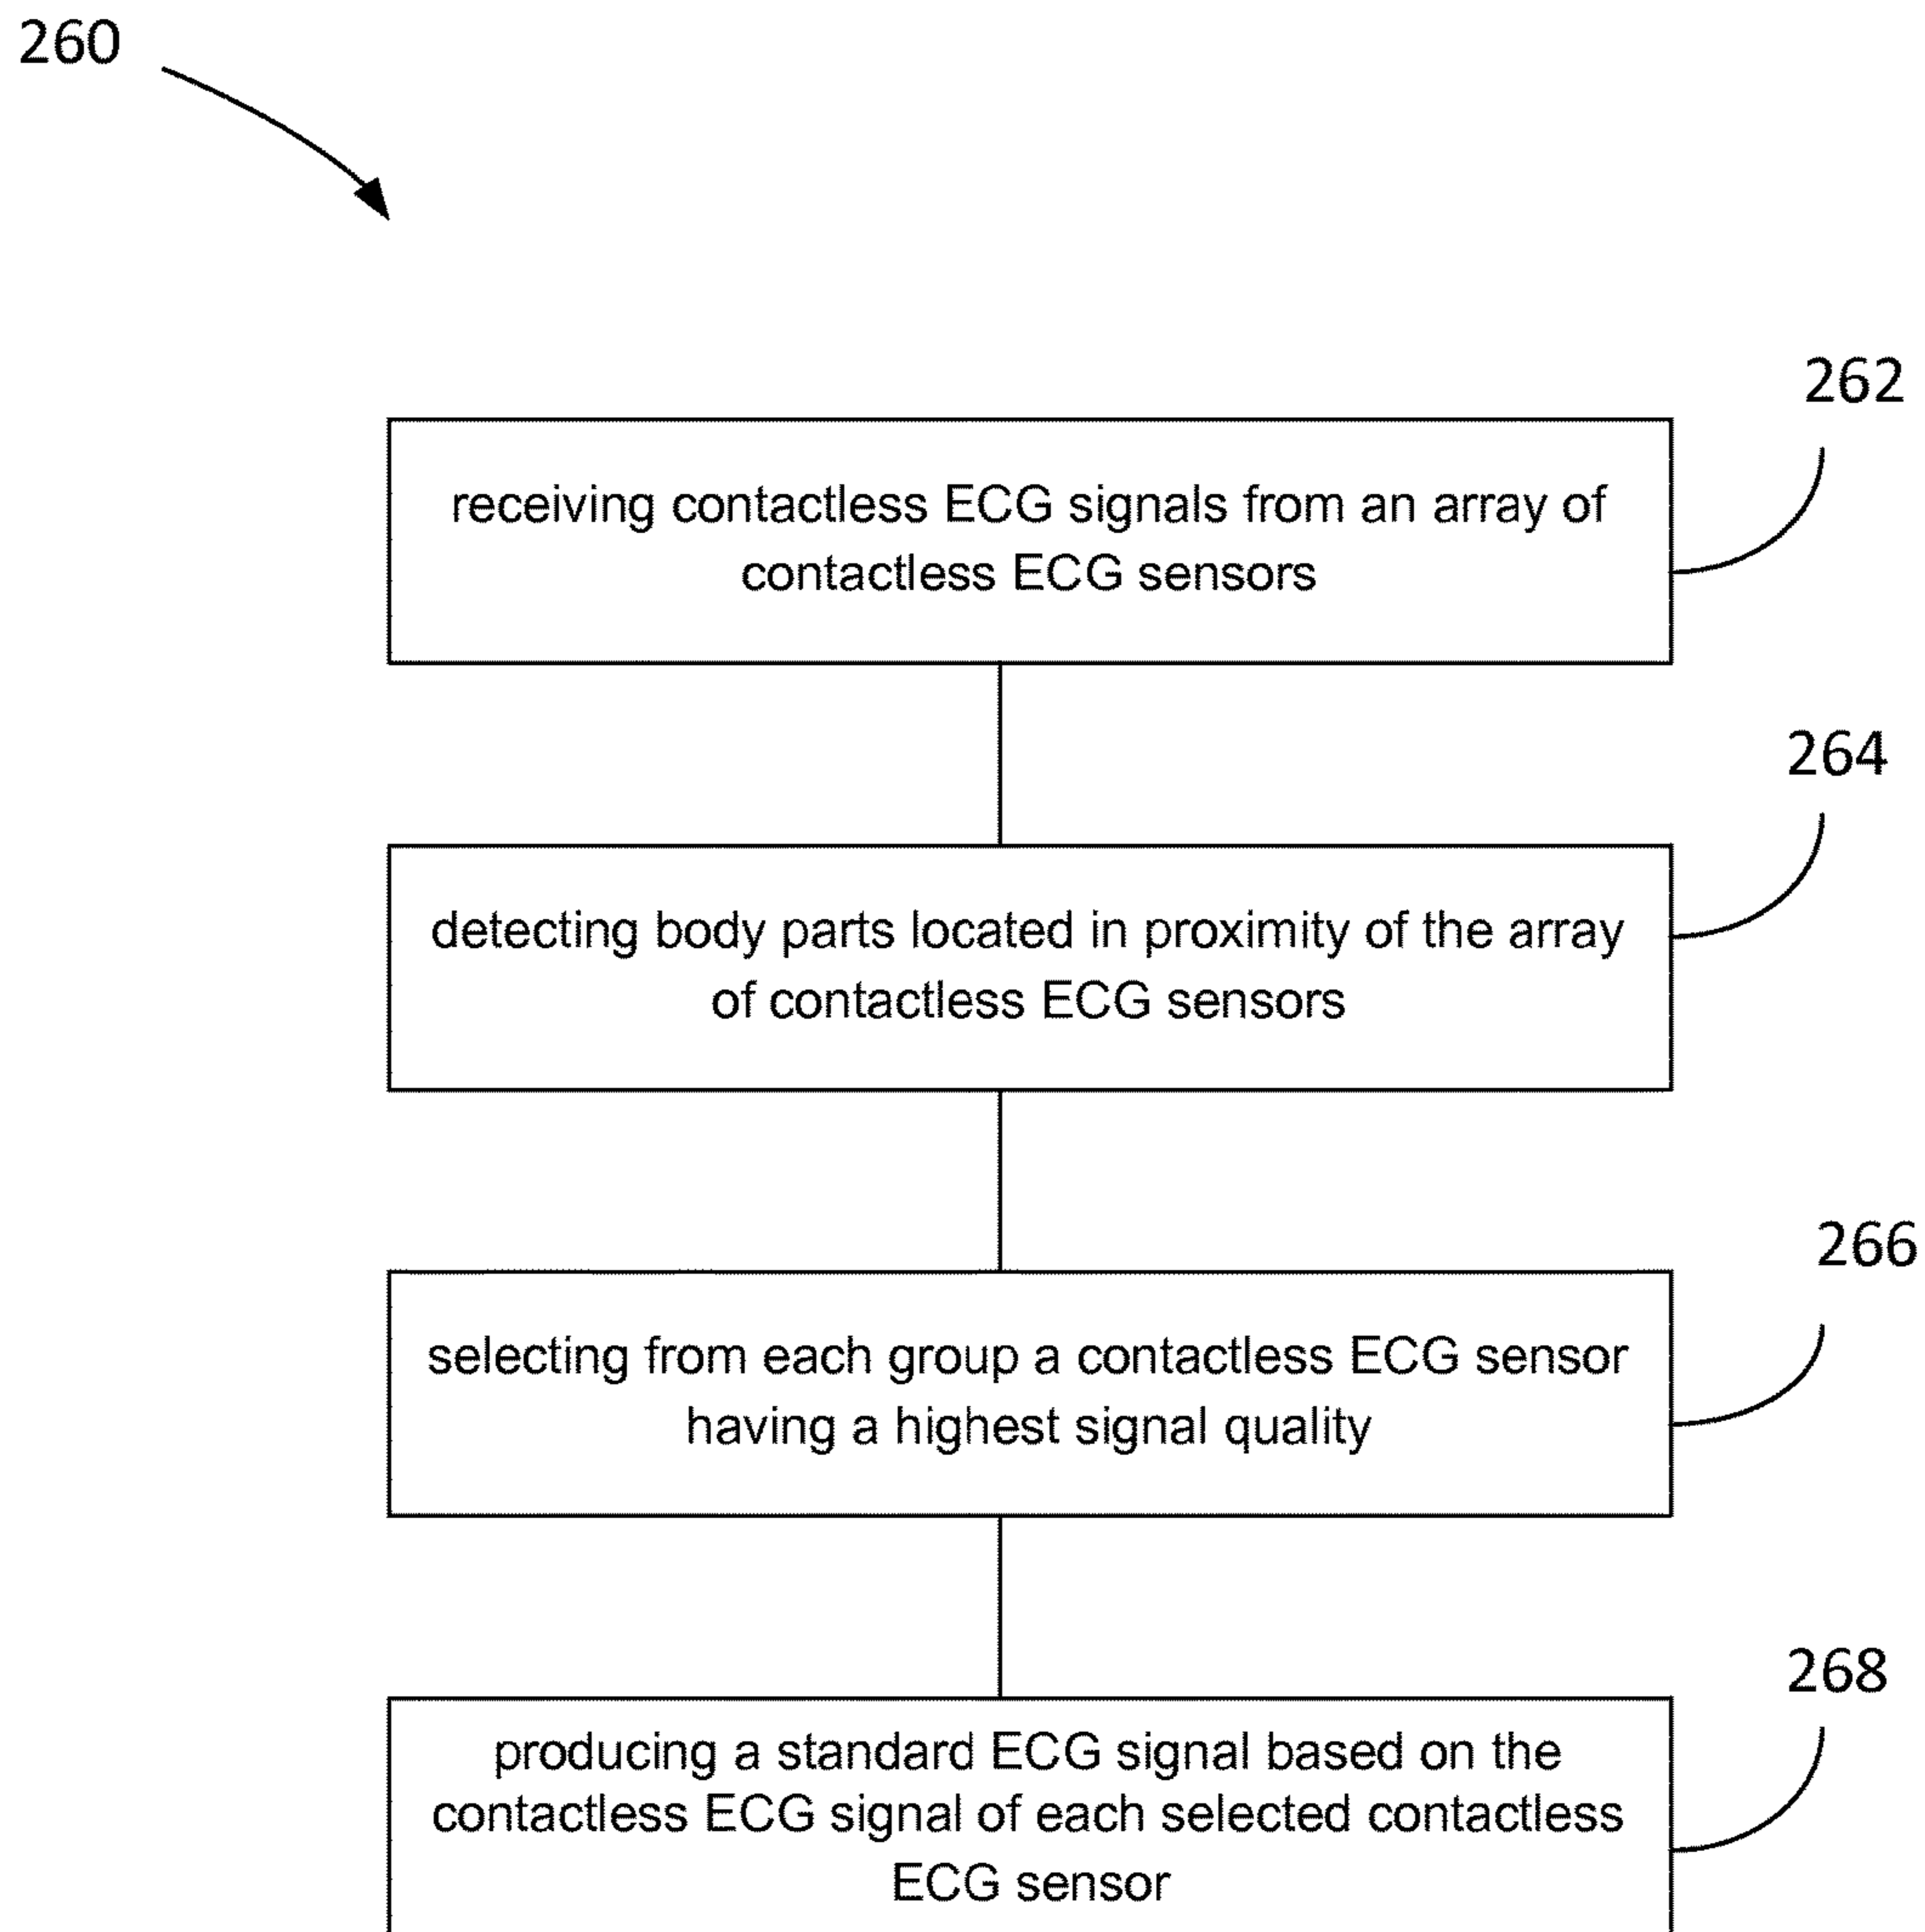 260
262
receiving contactless ECG signals from an array of
contactless ECG sensors
264
detecting body parts located in proximity of the array
of contactless ECG sensors
266
selecting from each group a contactless ECG sensor
having a highest signal quality
268
producing a standard ECG signal based on the
contactless ECG signal of each selected contactless
ECG sensor